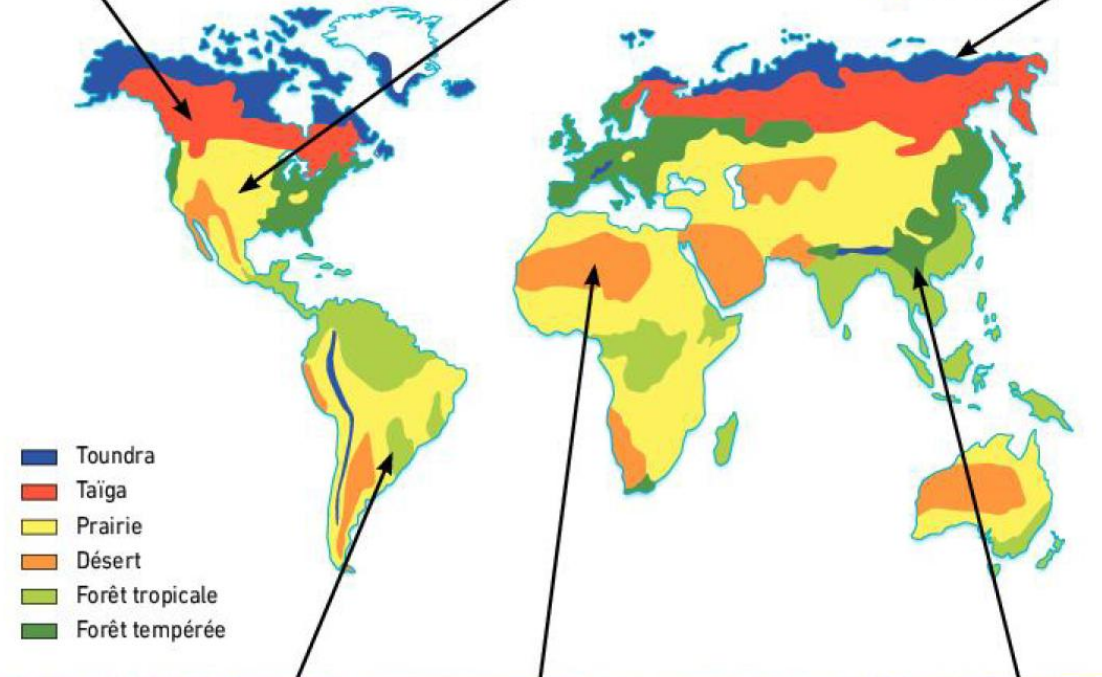 Toundra
Taïga
Prairie
Désert
Forêt tropicale
Forêt tempérée